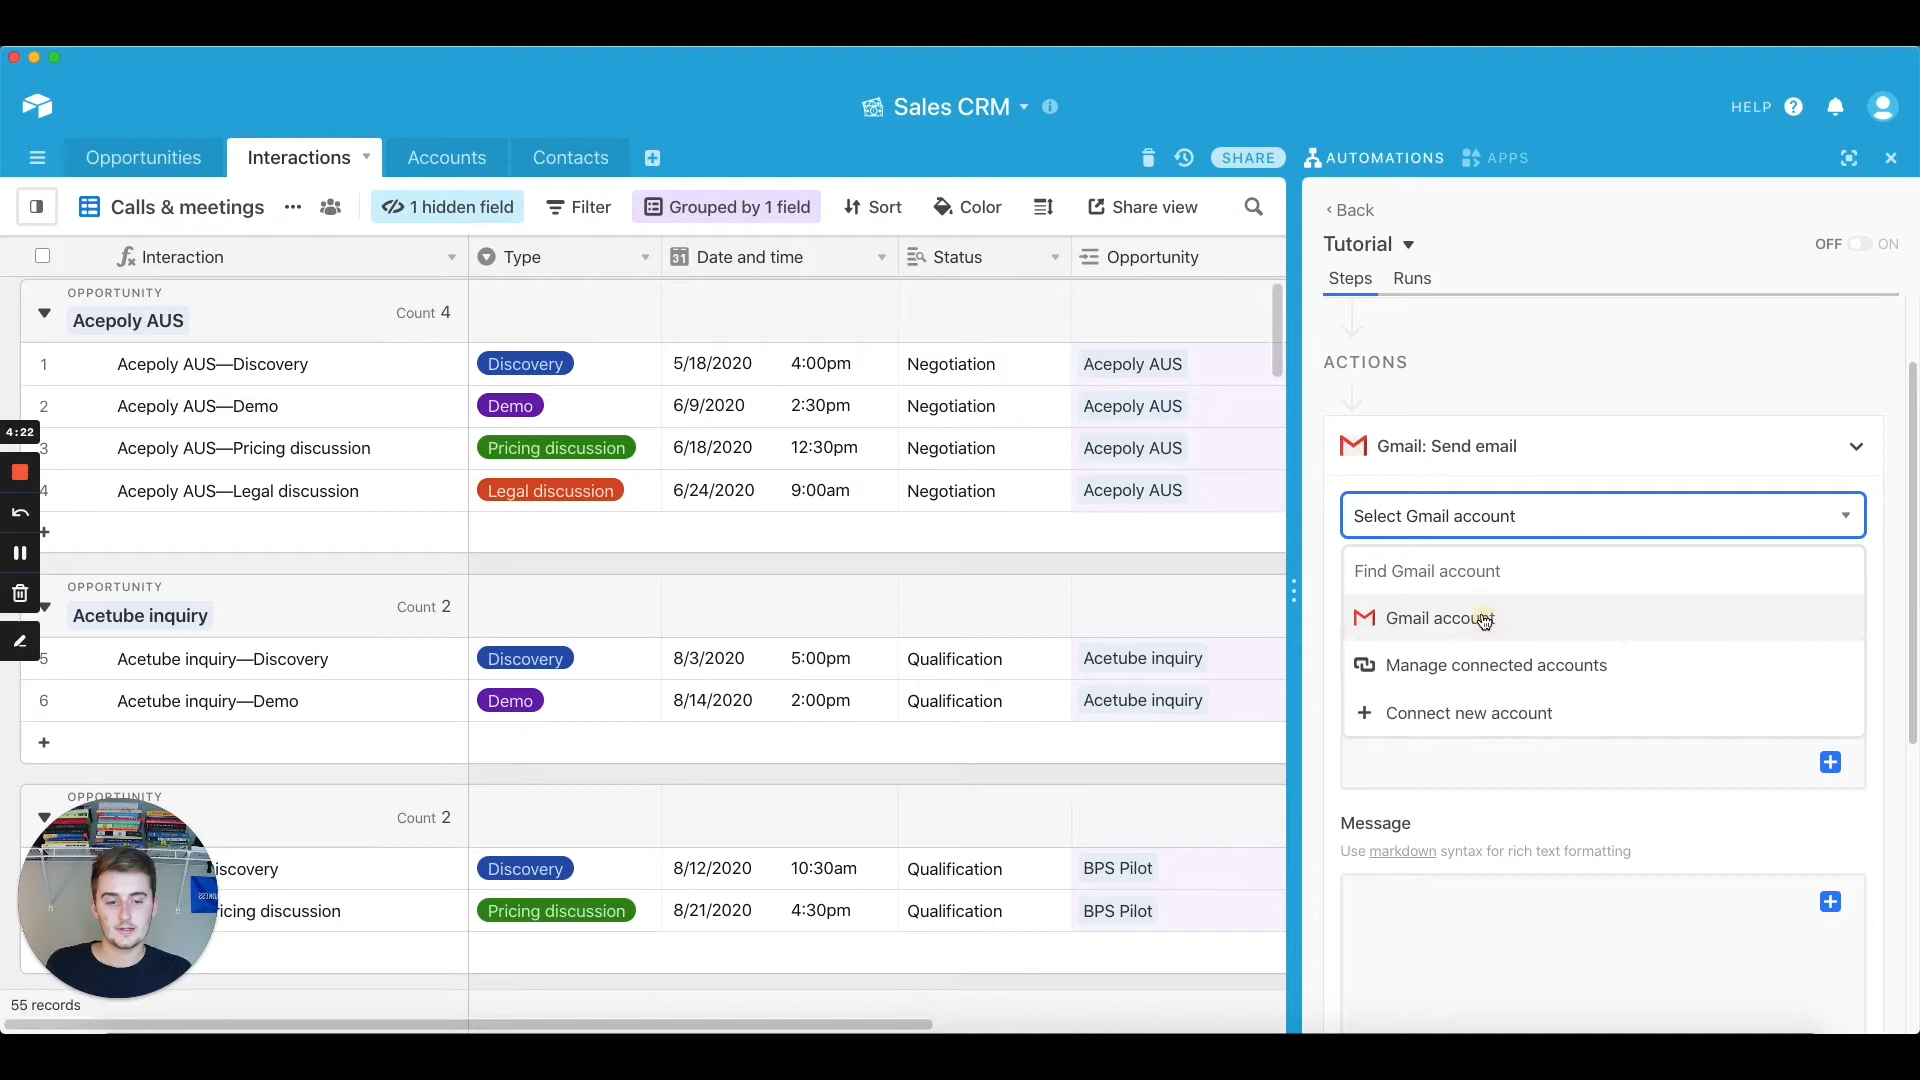 Sales CRM
HELP
Opportunities
Interactions
Accounts
Contacts
SHARE
AUTOMATIONS
APPS
Calls & meetings
1 hidden field
Filter
Grouped by 1 field
Sort
Color
Share view
Interaction
Type
31
Date and time
Status
Opportunity
OPPORTUNITY
Acepoly AUS
Count 4
1 Acepoly AUS—Discovery Discovery 5/18/2020 4:00pm Negotiation Acepoly AUS
2 Acepoly AUS—Demo Demo 6/9/2020 2:30pm Negotiation Acepoly AUS
3 Acepoly AUS—Pricing discussion Pricing discussion 6/18/2020 12:30pm Negotiation Acepoly AUS
4 Acepoly AUS—Legal discussion Legal discussion 6/24/2020 9:00am Negotiation Acepoly AUS
OPPORTUNITY
Acetube inquiry
Count 2
5 Acetube inquiry—Discovery Discovery 8/3/2020 5:00pm Qualification Acetube inquiry
6 Acetube inquiry—Demo Demo 8/14/2020 2:00pm Qualification Acetube inquiry
OPPORTUNITY
Count 2
iscovery Discovery 8/12/2020 10:30am Qualification BPS Pilot
ricing discussion Pricing discussion 8/21/2020 4:30pm Qualification BPS Pilot
55 records
4:22
Back
Tutorial
OFF ON
Steps Runs
ACTIONS
Gmail: Send email
Select Gmail account
Find Gmail account
Gmail account
Manage connected accounts
Connect new account
Message
Use markdown syntax for rich text formatting